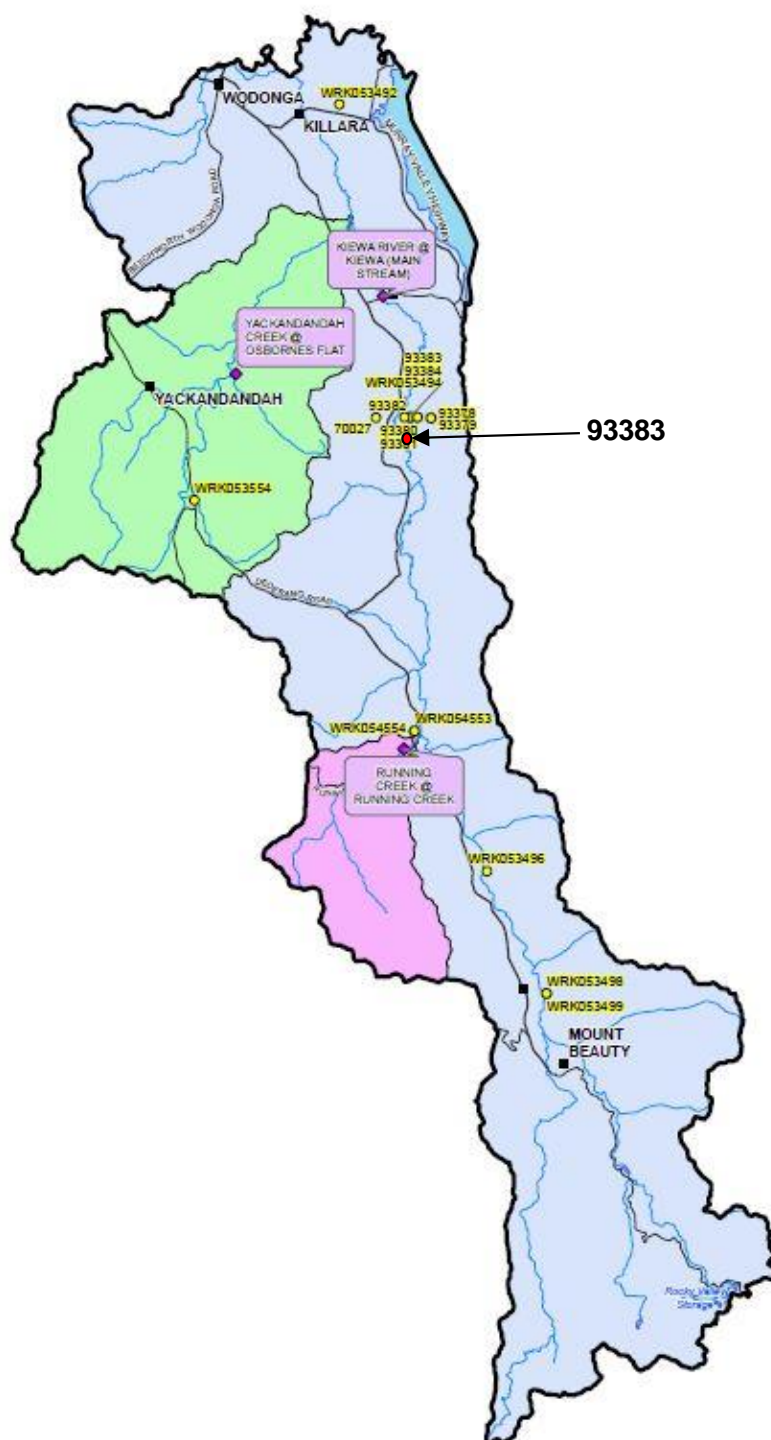 WRK053492
WODONGA
KILLARA
MURRAY VALLEY HIGHWAY
BEECHWORTH WODONGA ROAD
KIEWA RIVER @
KIEWA (MAIN
STREAM)
YACKANDANDAH
CREEK @
OSBORNES FLAT
93383
93384
WRK053494
YACKANDANDAH
93382
93378
70027
93380
93379
93383
WRK053554
WRK054553
WRK054554
RUNNING
CREEK @
RUNNING CREEK
WRK053496
WRK053498
WRK053499
MOUNT
BEAUTY
Rocky Valley
Storage